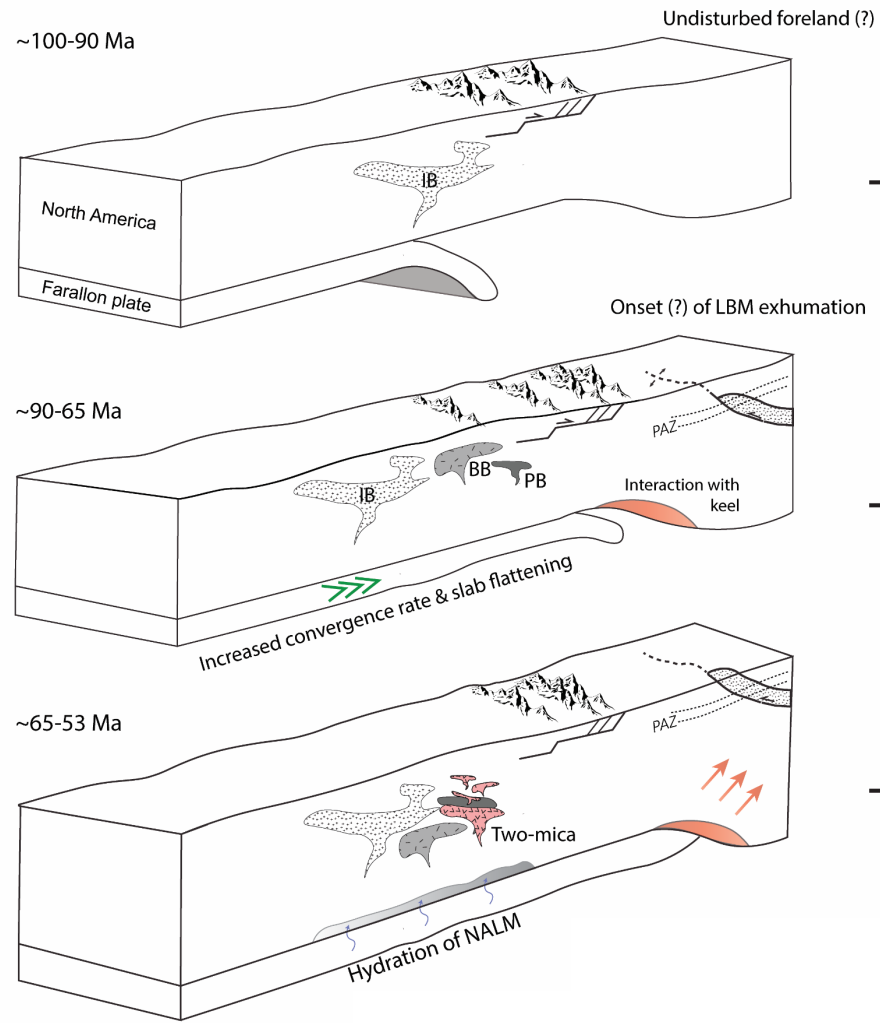 Undisturbed foreland (?)
~100-90 Ma
IB
North America
Farallon plate
Onset (?) of LBM exhumation
~90-65 Ma
PAZ
BB
PB
IB
Interaction with
keel
Increased convergence rate & slab flattening
~65-53 Ma
PAZ
Two-mica
Hydration of NALM